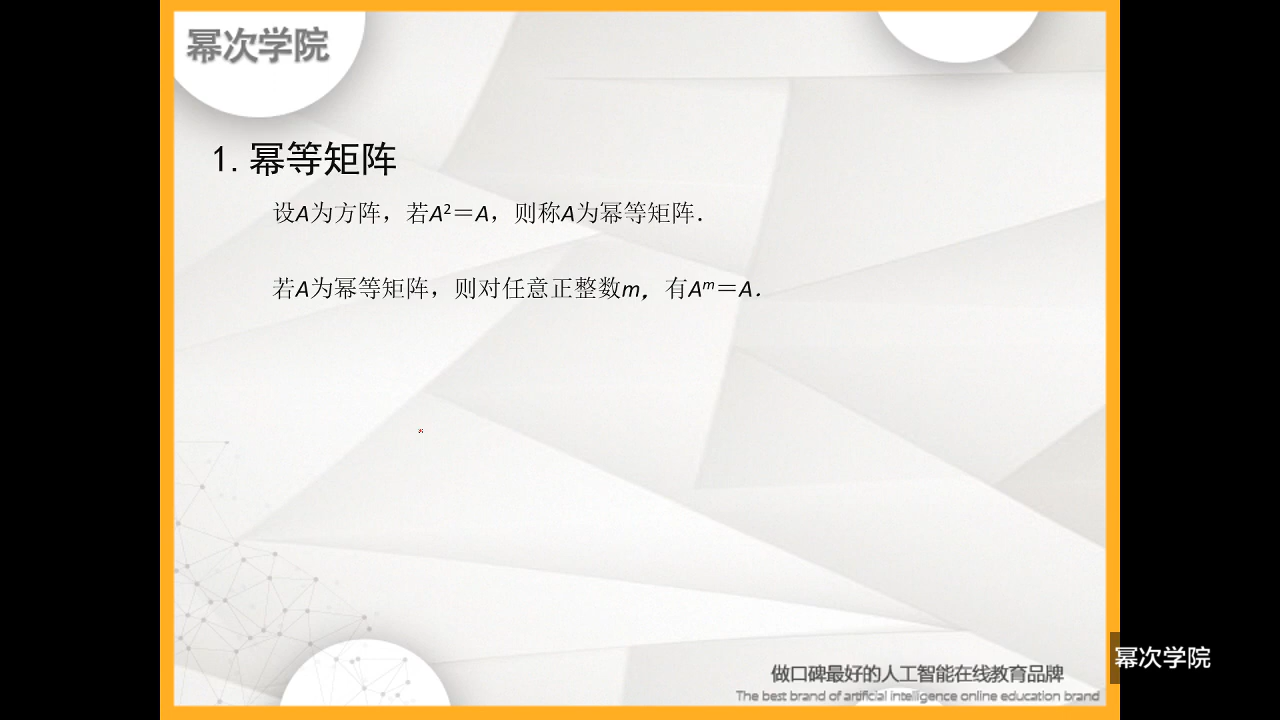 幂次学院
1.幂等矩阵
设A为方阵，若A²＝A，则称A为幂等矩阵．
若A为幂等矩阵，则对任意正整数m，有Aᵐ＝A．
幂次学院
做口碑最好的人工智能在线教育品牌
The best brand of artificial intelligence online education brand